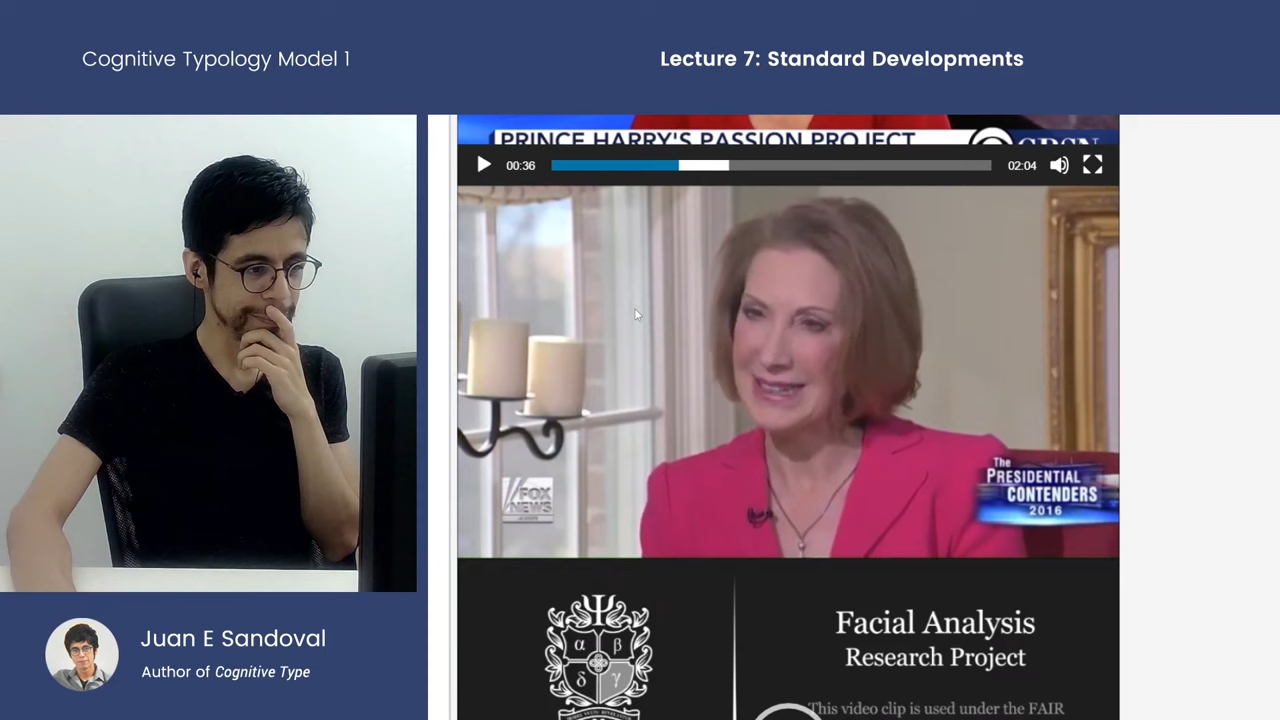 Cognitive Typology Model 1
Lecture 7: Standard Developments
PRINCE HARRY'S PASSION PROJECT
CBSN
00:36
02:04
FOX
NEWS
The
PRESIDENTIAL
CONTENDERS
2016
Ψ
α β
δ γ
Facial Analysis
Research Project
This video clip is used under the FAIR
Juan E Sandoval
Author of Cognitive Type